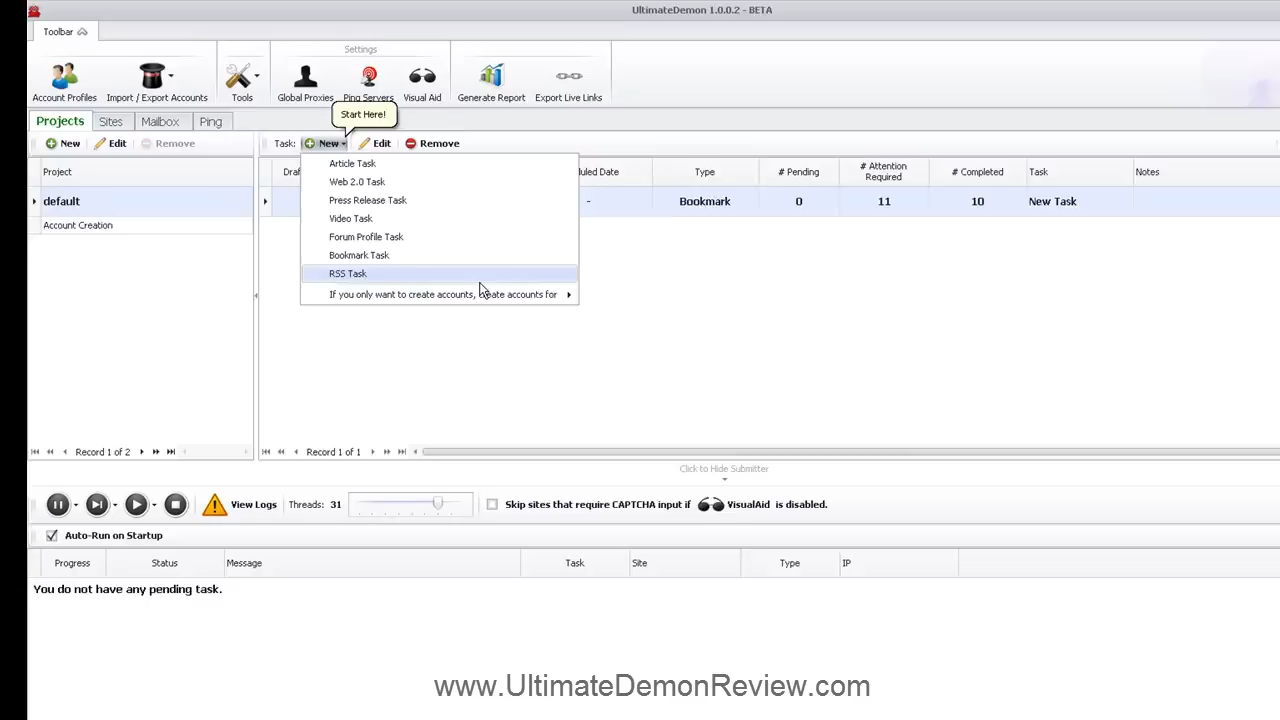 UltimateDemon 1.0.0.2 - BETA
Toolbar
Settings
Account Profiles
Import / Export Accounts
Tools
Global Proxies
Ping Servers
Visual Aid
Generate Report
Export Live Links
Start Here!
Projects
Sites
Mailbox
Ping
New
Edit
Remove
Task:
New
Edit
Remove
Project
default
Account Creation
Type
# Pending
# Attention
Required
# Completed
Task
Notes
-
Bookmark
0
11
10
New Task
Article Task
Web 2.0 Task
Press Release Task
Video Task
Forum Profile Task
Bookmark Task
RSS Task
If you only want to create accounts, create accounts for
Record 1 of 2
Record 1 of 1
Click to Hide Submitter
View Logs
Threads: 31
Skip sites that require CAPTCHA input if
VisualAid is disabled.
Auto-Run on Startup
Progress
Status
Message
Task
Site
Type
IP
You do not have any pending task.
www.UltimateDemonReview.com